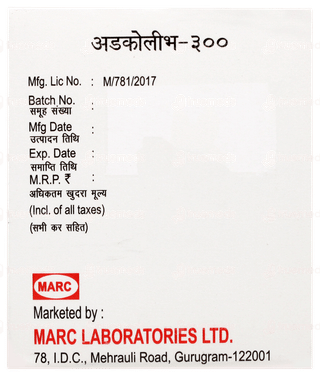 अडकोलीभ-३००
Mfg. Lic No. : M/781/2017
Batch No. :
समूह संख्या
Mfg Date :
उत्पादन तिथि
Exp. Date :
समाप्ति तिथि
M.R.P. ₹ :
अधिकतम खुदरा मूल्य
(Incl. of all taxes)
(सभी कर सहित)
MARC
Marketed by :
MARC LABORATORIES LTD.
78, I.D.C., Mehrauli Road, Gurugram-122001